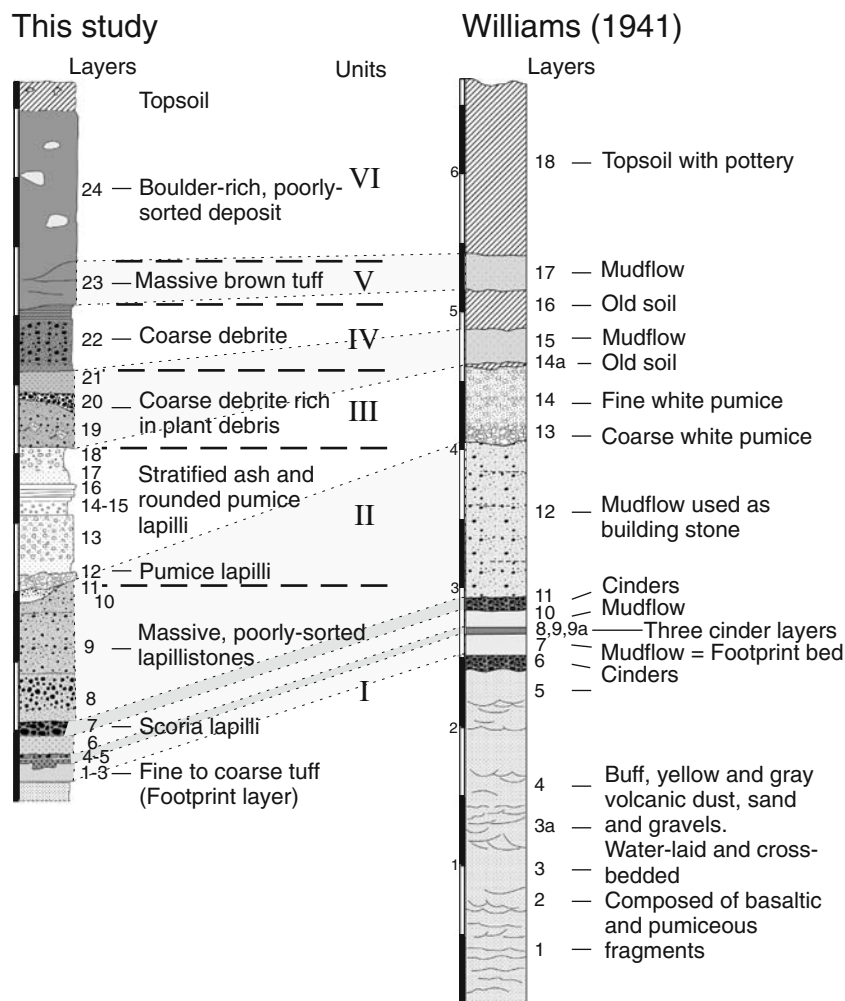 This study
Layers
Units
Topsoil
24
Boulder-rich, poorly-
sorted deposit
VI
23
Massive brown tuff
V
22
Coarse debrite
IV
21
20
Coarse debrite rich
in plant debris
III
19
18
17
16
14-15
Stratified ash and
rounded pumice
lapilli
II
13
12
Pumice lapilli
11
10
9
Massive, poorly-sorted
lapillistones
8
I
7
Scoria lapilli
6
4-5
1-3
Fine to coarse tuff
(Footprint layer)
Williams (1941)
Layers
6
18
Topsoil with pottery
17
Mudflow
5
16
Old soil
15
Mudflow
14a
Old soil
14
Fine white pumice
13
Coarse white pumice
4
12
Mudflow used as
building stone
3
11
Cinders
10
Mudflow
8,9,9a
Three cinder layers
7
Mudflow = Footprint bed
6
Cinders
5
2
4
Buff, yellow and gray
volcanic dust, sand
3a
and gravels.
Water-laid and cross-
1
3
bedded
2
Composed of basaltic
and pumiceous
1
fragments